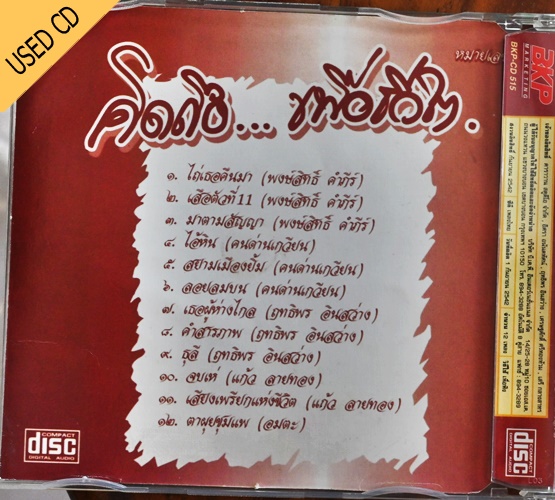 USED CD
หมายเล
คิดถึง... เพื่อชีวิต.
๑. ไถ่เธอคืนมา (พงษ์สิทธิ์ คำภีร์)
๒. เสือตัวที่ 11 (พงษ์สิทธิ์ คำภีร์)
๓. มาตามสัญญา (พงษ์สิทธิ์ คำภีร์)
๔. ไอ้หิน (คนด่านเกวียน)
๕. สยามเมืองยิ้ม (คนด่านเกวียน)
๖. ลอยลมบน (คนด่านเกวียน)
๗. เธอผู้ห่างไกล (ฤทธิพร อินสว่าง)
๘. คำสารภาพ (ฤทธิพร อินสว่าง)
๙. ธุลี (ฤทธิพร อินสว่าง)
๑๐. จบเห่ (แก้ว ลายทอง)
๑๑. เสียงเพรียกแห่งชีวิต (แก้ว ลายทอง)
๑๒. ตาผุยชุมแพ (อมตะ)
COMPACT
disc
DIGITAL AUDIO
BKP
MARKETING
BKP-CD 515
COMPACT
disc
DIGITAL AUDIO